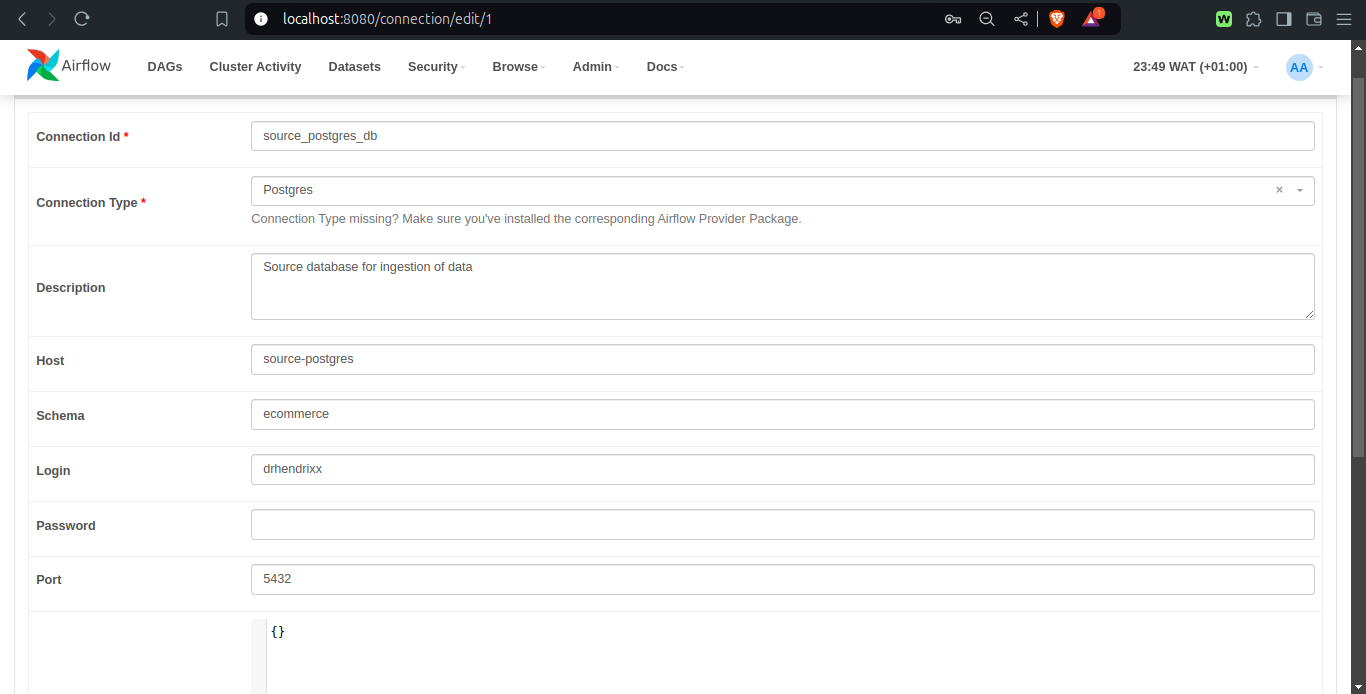 localhost:8080/connection/edit/1
1
W
Airflow DAGs Cluster Activity Datasets Security Browse Admin Docs 23:49 WAT (+01:00) AA
Connection Id * source_postgres_db
Connection Type * Postgres × 
Connection Type missing? Make sure you've installed the corresponding Airflow Provider Package.
Description Source database for ingestion of data
Host source-postgres
Schema ecommerce
Login drhendrixx
Password
Port 5432
{}